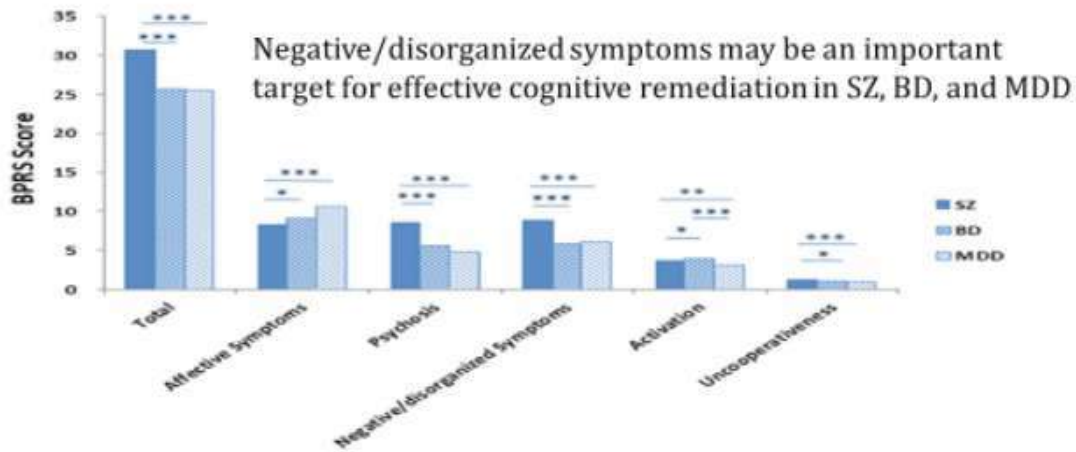 Negative/disorganized symptoms may be an important
target for effective cognitive remediation in SZ, BD, and MDD
BPRS Score
35
30
25
20
15
10
5
0
***
***
***
*
***
***
***
***
**
***
*
***
*
SZ
BD
MDD
Total
Affective Symptoms
Psychosis
Negative/disorganized Symptoms
Activation
Uncooperativeness